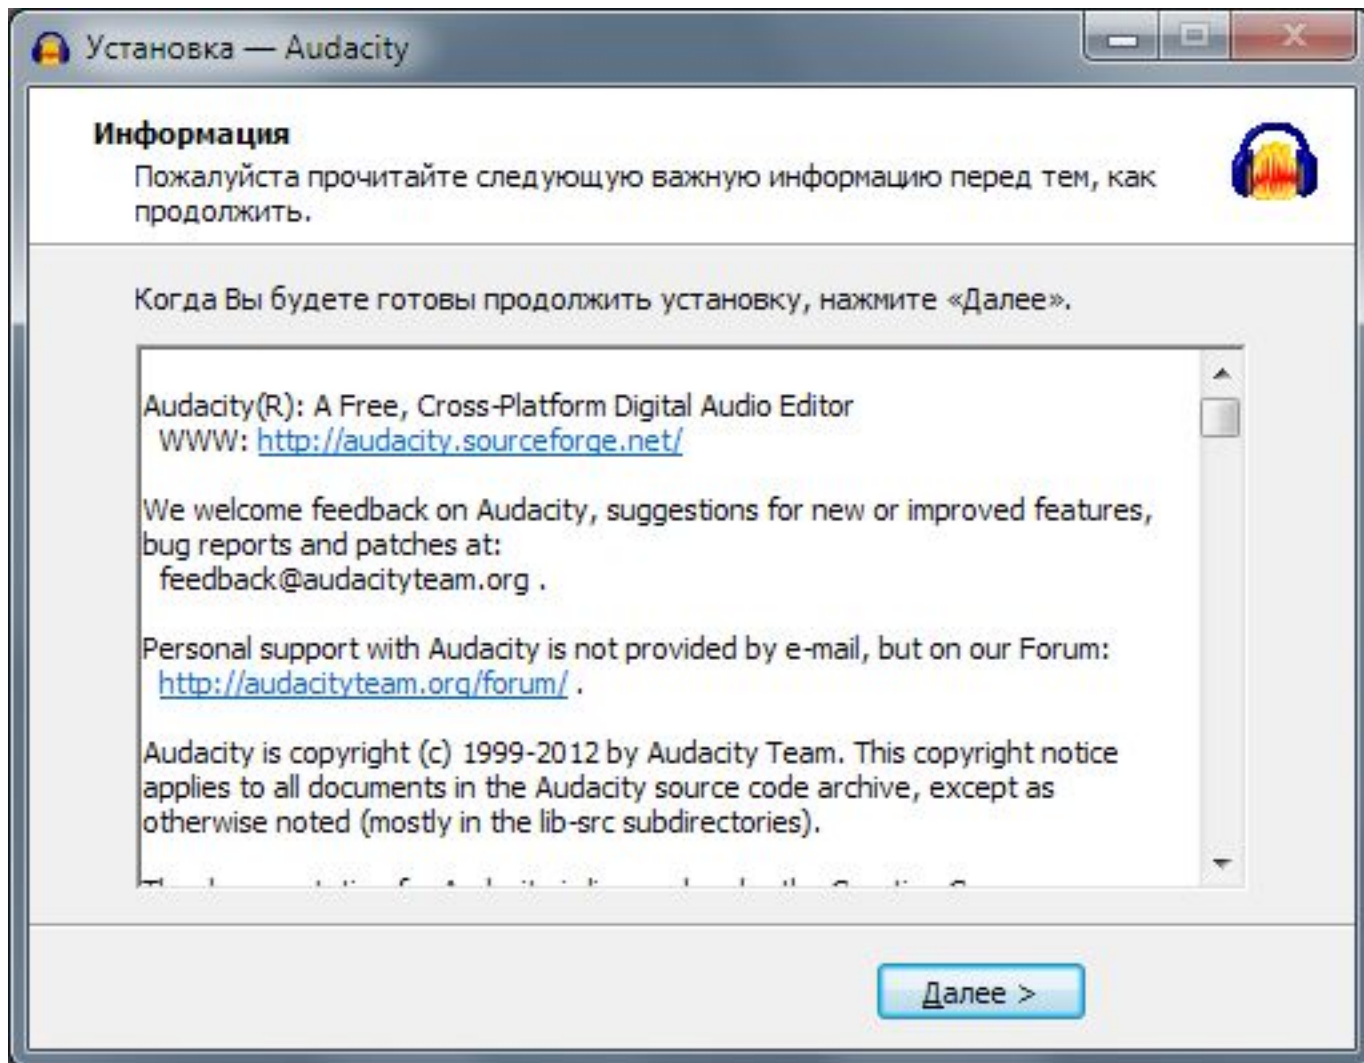 Установка — Audacity
Информация
Пожалуйста прочитайте следующую важную информацию перед тем, как
продолжить.
Когда Вы будете готовы продолжить установку, нажмите «Далее».
Audacity(R): A Free, Cross-Platform Digital Audio Editor
WWW: http://audacity.sourceforge.net/
We welcome feedback on Audacity, suggestions for new or improved features,
bug reports and patches at:
feedback@audacityteam.org .
Personal support with Audacity is not provided by e-mail, but on our Forum:
http://audacityteam.org/forum/ .
Audacity is copyright (c) 1999-2012 by Audacity Team. This copyright notice
applies to all documents in the Audacity source code archive, except as
otherwise noted (mostly in the lib-src subdirectories).
Далее >